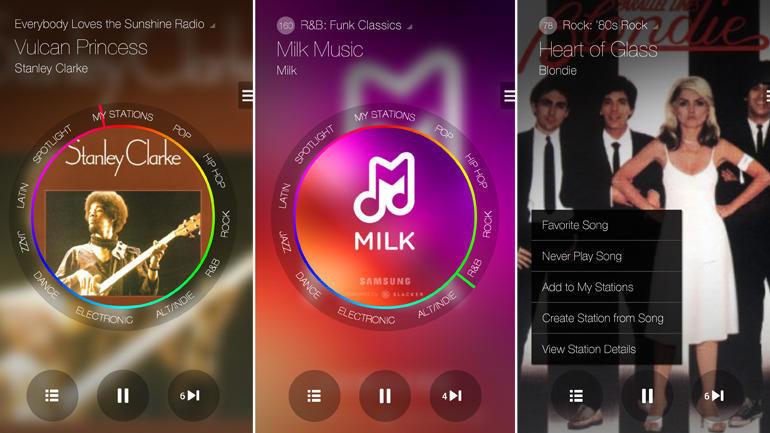 Everybody Loves the Sunshine Radio
Vulcan Princess
Stanley Clarke
MY STATIONS
POP
HIP HOP
ROCK
R&B
ALT/INDIE
ELECTRONIC
DANCE
JAZZ
LATIN
SPOTLIGHT
Stanley Clarke
6
160 R&B: Funk Classics
Milk Music
Milk
MY STATIONS
POP
HIP HOP
ROCK
R&B
ALT/INDIE
ELECTRONIC
DANCE
JAZZ
LATIN
SPOTLIGHT
MILK
SAMSUNG
SLACKER
4
78 Rock: '80s Rock
Heart of Glass
Blondie
PARALLEL LINES
Blondie
Favorite Song
Never Play Song
Add to My Stations
Create Station from Song
View Station Details
6